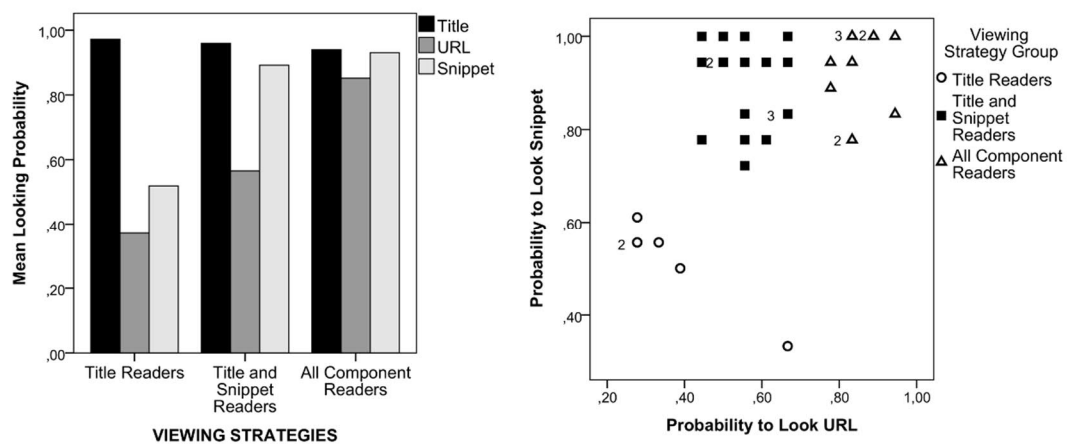 1,00
,80
,60
,40
,20
,00
Mean Looking Probability
Title
URL
Snippet
Title Readers
Title and
Snippet
Readers
All Component
Readers
VIEWING STRATEGIES
1,00
,80
,60
,40
Probability to Look Snippet
3
2
2
3
2
2
,20
,40
,60
,80
1,00
Probability to Look URL
Viewing
Strategy Group
Title Readers
Title and
Snippet
Readers
All Component
Readers